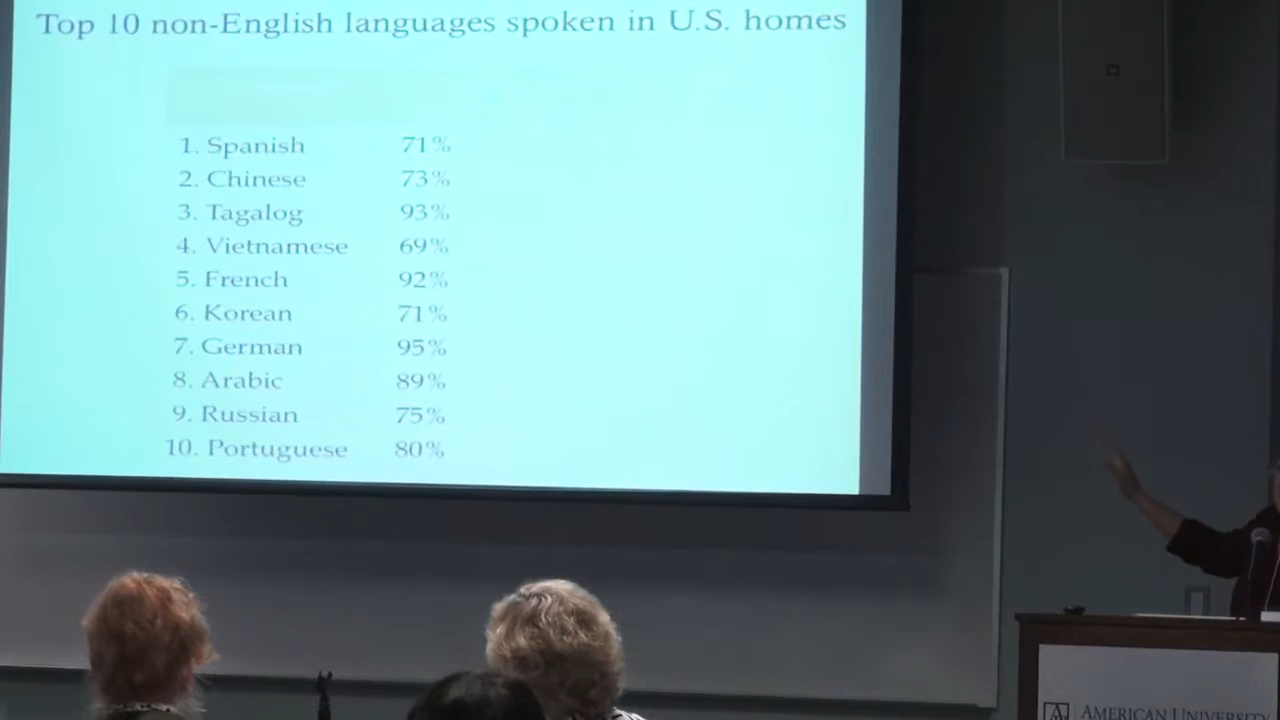 Top 10 non-English languages spoken in U.S. homes
1. Spanish 71%
2. Chinese 73%
3. Tagalog 93%
4. Vietnamese 69%
5. French 92%
6. Korean 71%
7. German 95%
8. Arabic 89%
9. Russian 75%
10. Portuguese 80%
AMERICAN UNIVERSITY